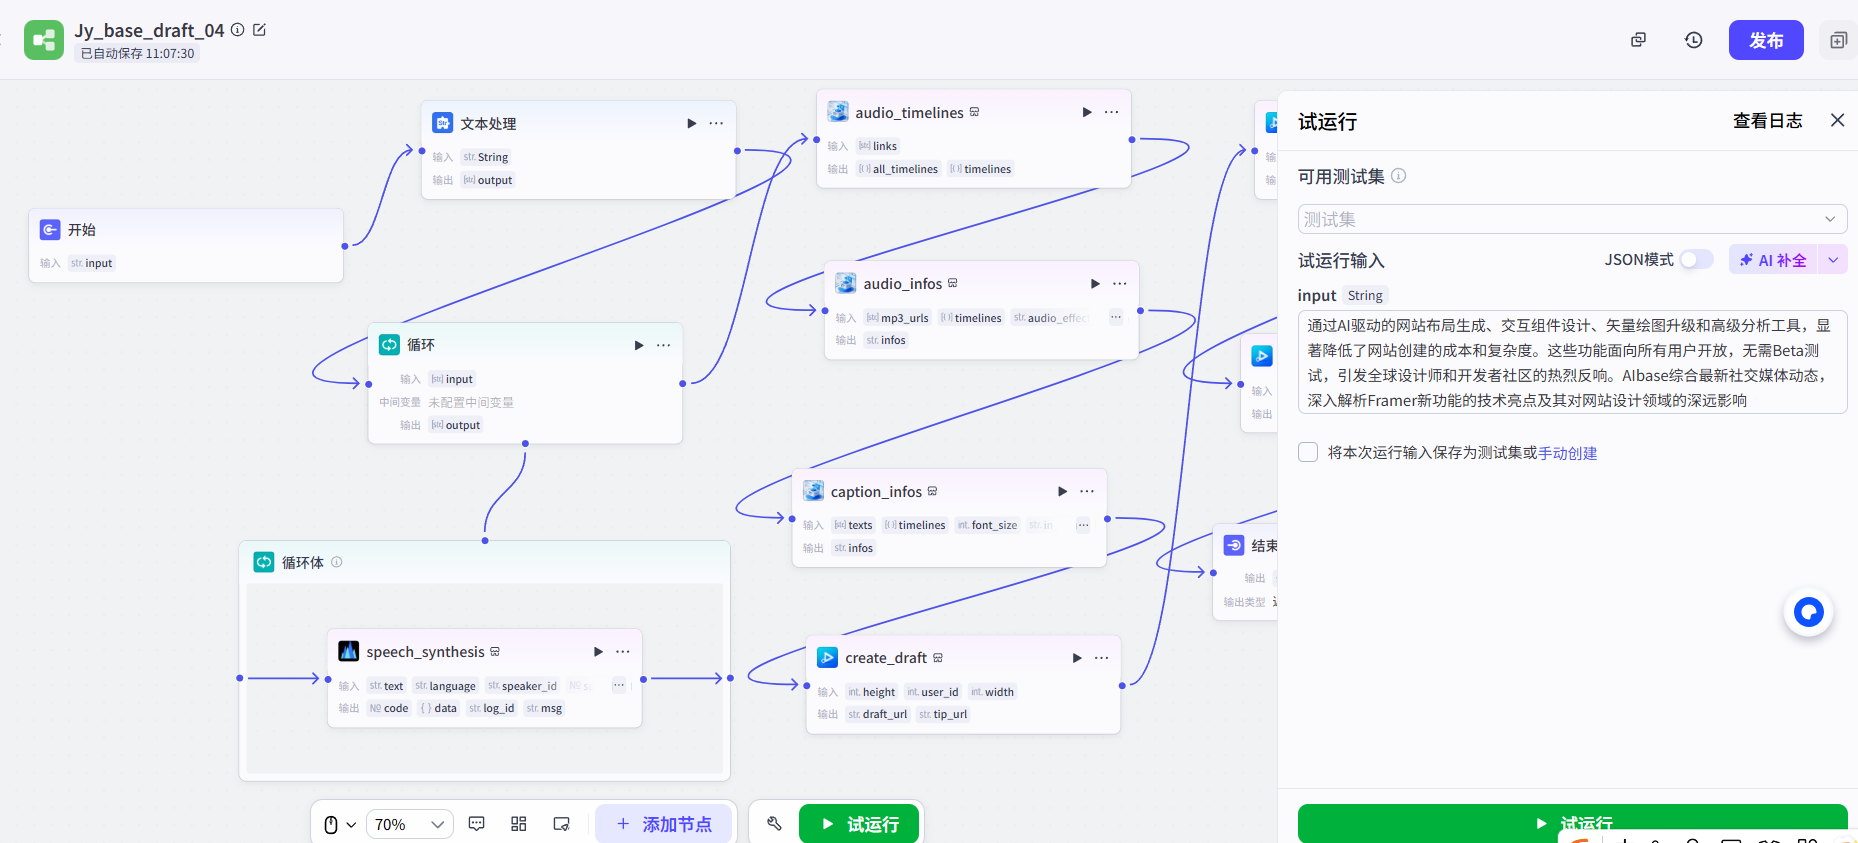 Jy_base_draft_04
已自动保存 11:07:30
发布
开始
输入 str. input
文本处理
输入 str. String
输出 [str] output
循环
输入 [str] input
中间变量 未配置中间变量
输出 [str] output
循环体
speech_synthesis
输入 str. text str. language str. speaker_id
输出 № code { } data str. log_id str. msg
audio_timelines
输入 [str] links
输出 [{}] all_timelines [{}] timelines
audio_infos
输入 [str] mp3_urls [{}] timelines str. audio_effec
输出 str. infos
caption_infos
输入 [str] texts [{}] timelines int. font_size str. in
输出 str. infos
create_draft
输入 int. height int. user_id int. width
输出 str. draft_url str. tip_url
输入
输出
结束
输出
输出类型
70%
添加节点
试运行
试运行
查看日志
可用测试集
测试集
试运行输入
JSON模式
AI 补全
input String
通过AI驱动的网站布局生成、交互组件设计、矢量绘图升级和高级分析工具，显
著降低了网站创建的成本和复杂度。这些功能面向所有用户开放，无需Beta测
试，引发全球设计师和开发者社区的热烈反响。AIbase综合最新社交媒体动态，
深入解析Framer新功能的技术亮点及其对网站设计领域的深远影响
将本次运行输入保存为测试集或手动创建
试运行